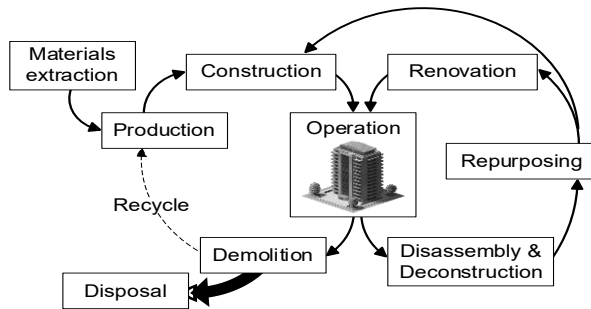 Materials
extraction
Construction
Renovation
Production
Operation
Repurposing
Recycle
Demolition
Disassembly &
Deconstruction
Disposal